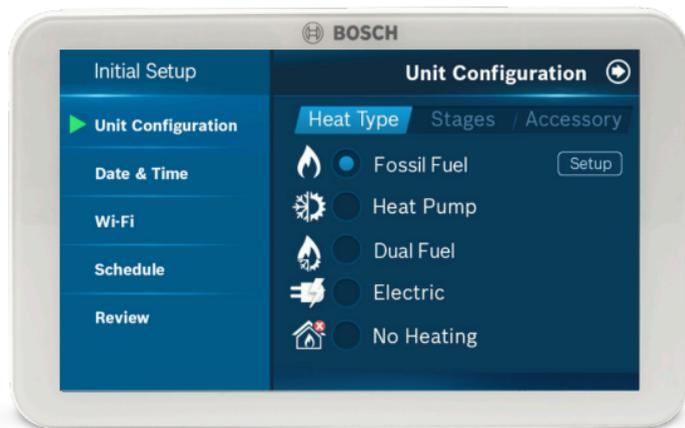 BOSCH
Initial Setup
Unit Configuration
Date & Time
Wi-Fi
Schedule
Review
Unit Configuration
Heat Type / Stages / Accessory
Fossil Fuel
Setup
Heat Pump
Dual Fuel
Electric
No Heating